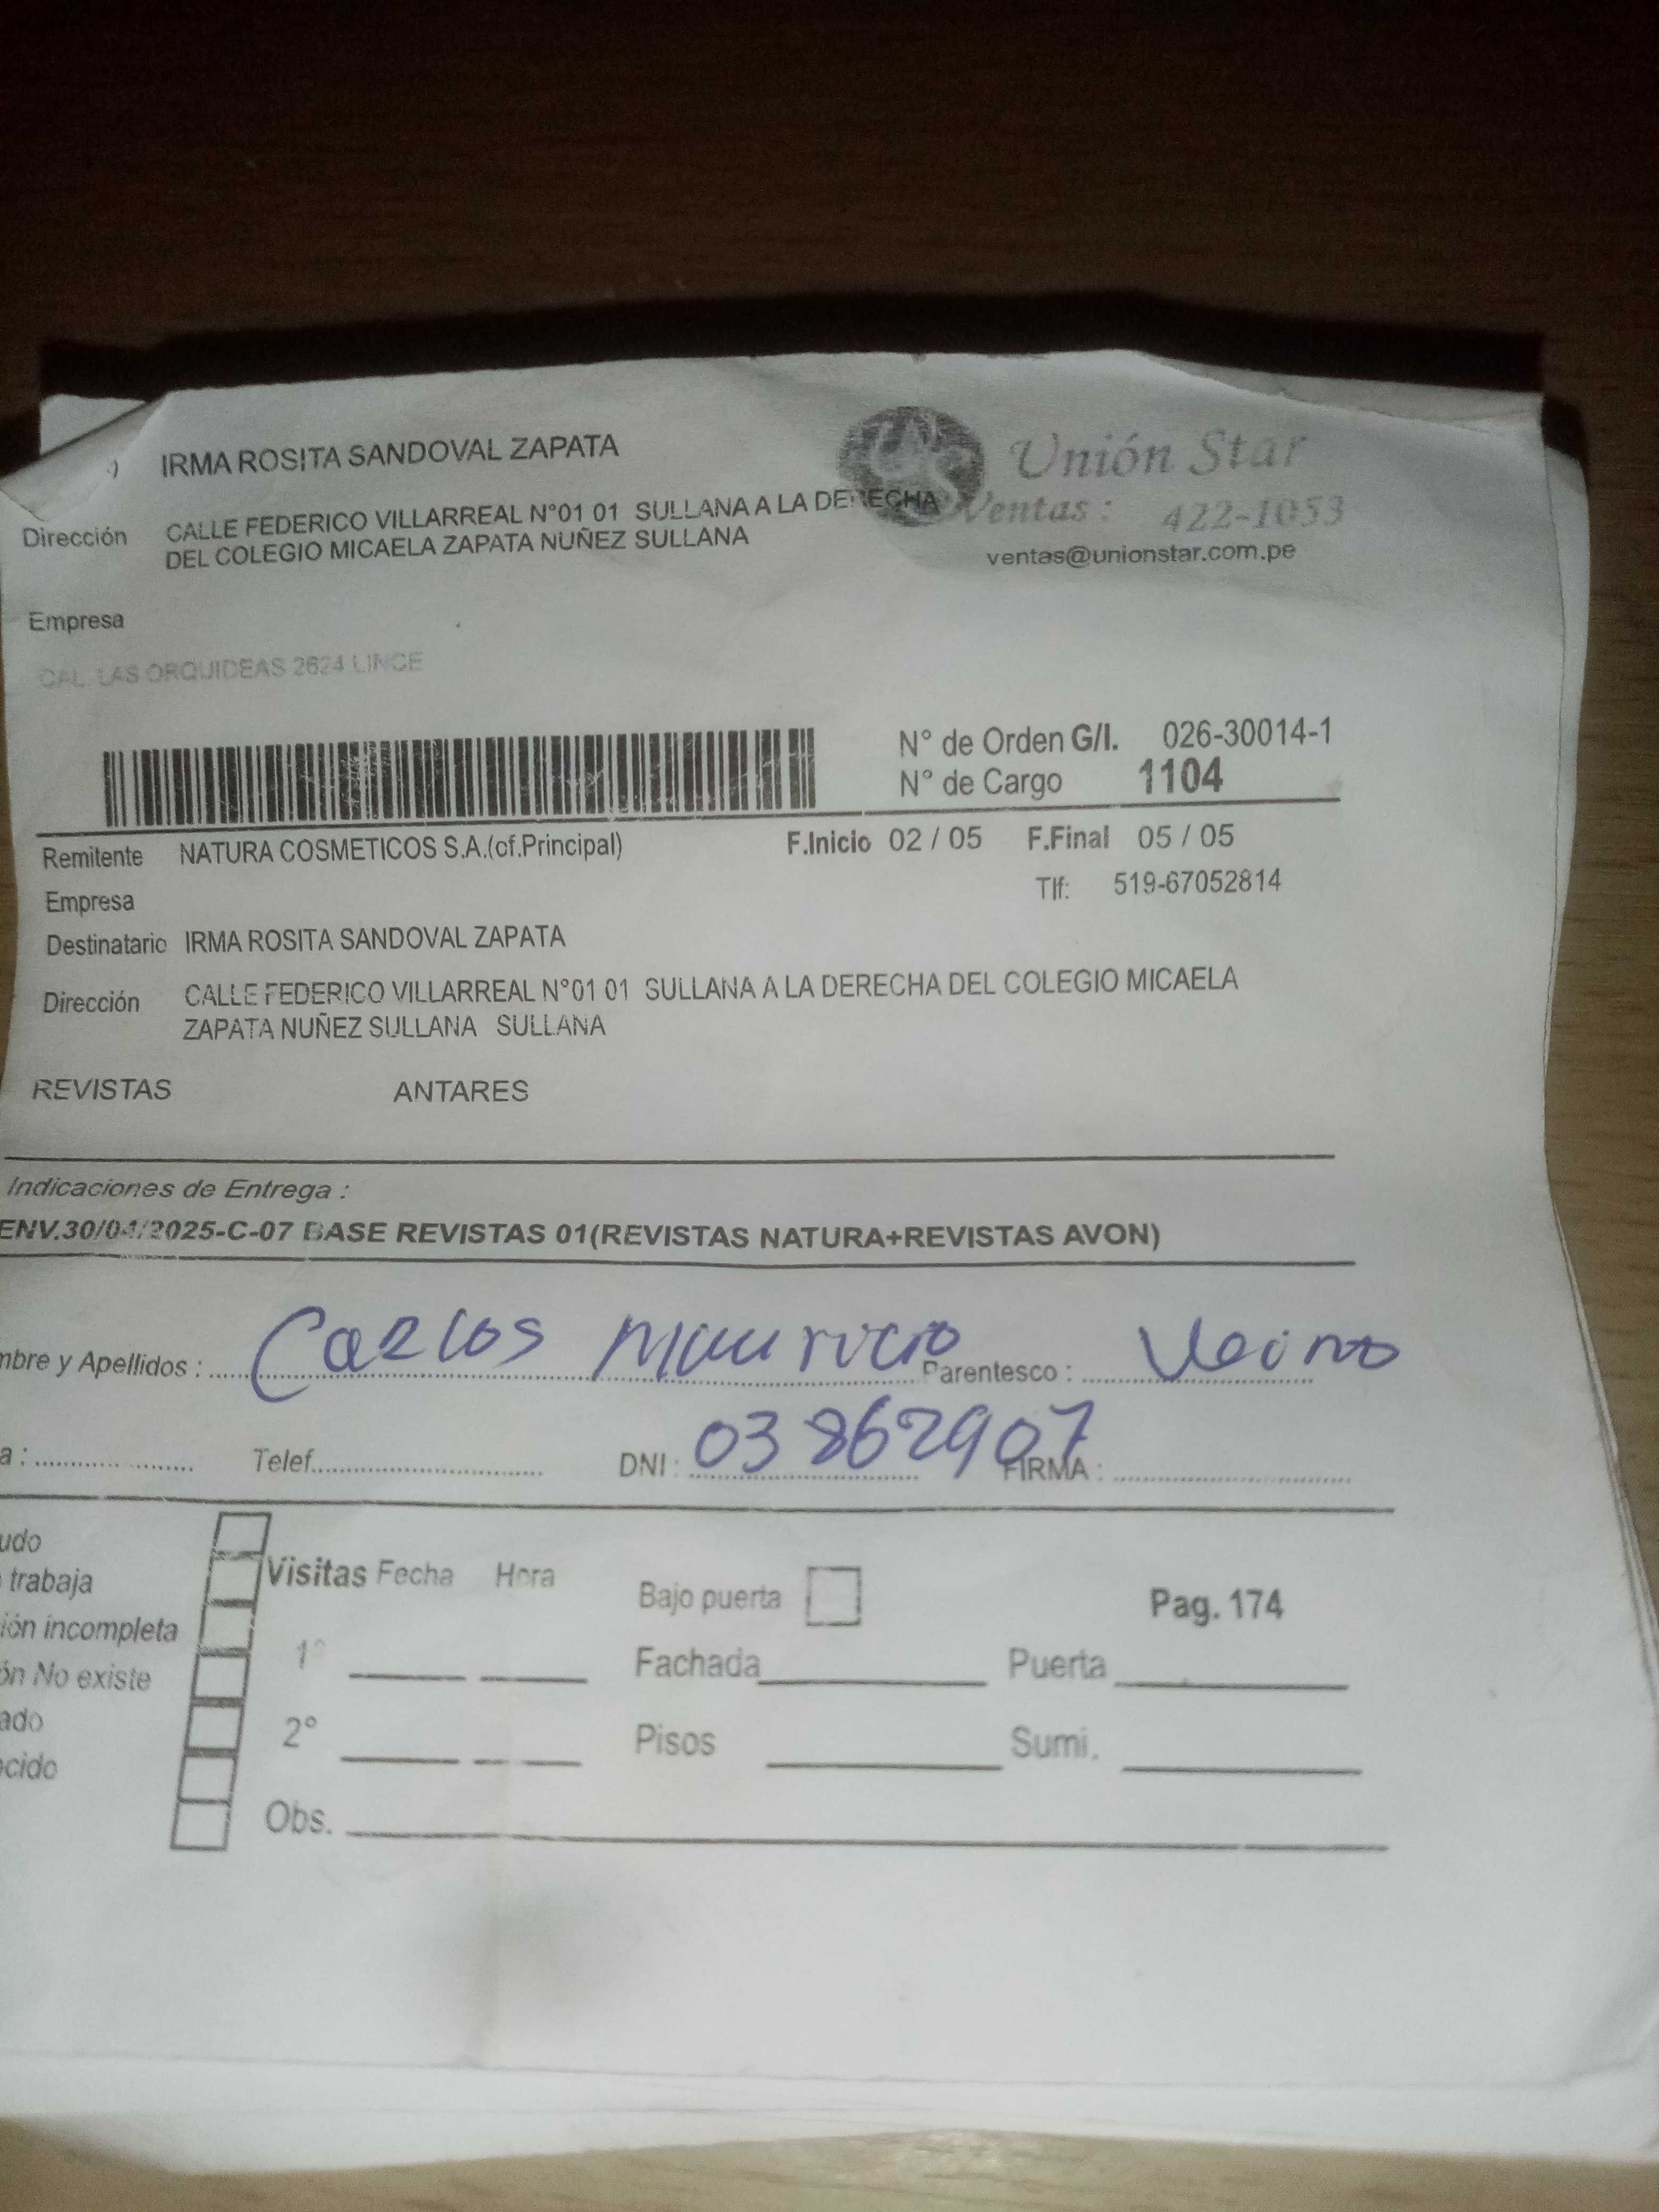 IRMA ROSITA SANDOVAL ZAPATA
Unión Star
Dirección CALLE FEDERICO VILLARREAL N°01 01 SULLANA A LA DERECHA
DEL COLEGIO MICAELA ZAPATA NUÑEZ SULLANA
Ventas : 422-1053
ventas@unionstar.com.pe
Empresa
CAL. LAS ORQUIDEAS 2624 LINCE
N° de Orden G/I. 026-30014-1
N° de Cargo 1104
Remitente NATURA COSMETICOS S.A.(cf.Principal) F.Inicio 02 / 05 F.Final 05 / 05
Empresa Tlf: 519-67052814
Destinatario IRMA ROSITA SANDOVAL ZAPATA
Dirección CALLE FEDERICO VILLARREAL N°01 01 SULLANA A LA DERECHA DEL COLEGIO MICAELA
ZAPATA NUÑEZ SULLANA SULLANA
REVISTAS ANTARES
Indicaciones de Entrega :
ENV.30/04/2025-C-07 BASE REVISTAS 01(REVISTAS NATURA+REVISTAS AVON)
mbre y Apellidos : Carlos Mauricio Parentesco : Vecino
a : Telef. DNI : 03862907 FIRMA :
udo
trabaja
ión incompleta
ón No existe
ado
ocido
Visitas Fecha Hora
1°
2°
Obs.
Bajo puerta Pag. 174
Fachada Puerta
Pisos Sumi.